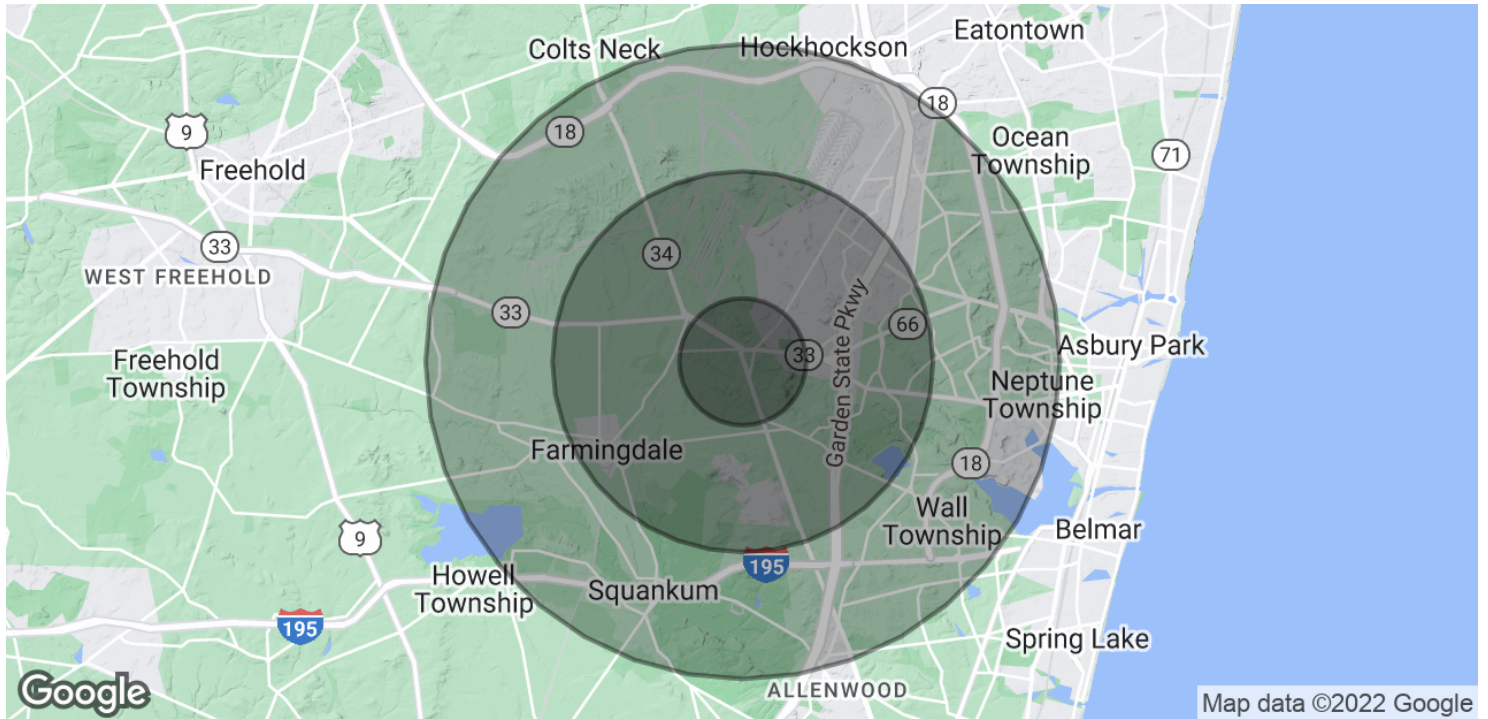 Eatontown
Colts Neck
Hockhockson
18
9
18
Ocean
Township
71
Freehold
33
34
WEST FREEHOLD
33
66
Garden State Pkwy
33
Asbury Park
Freehold
Township
Neptune
Township
Farmingdale
18
Wall
Township
Belmar
9
195
Howell
Township
Squankum
195
Spring Lake
ALLENWOOD
Google
Map data ©2022 Google